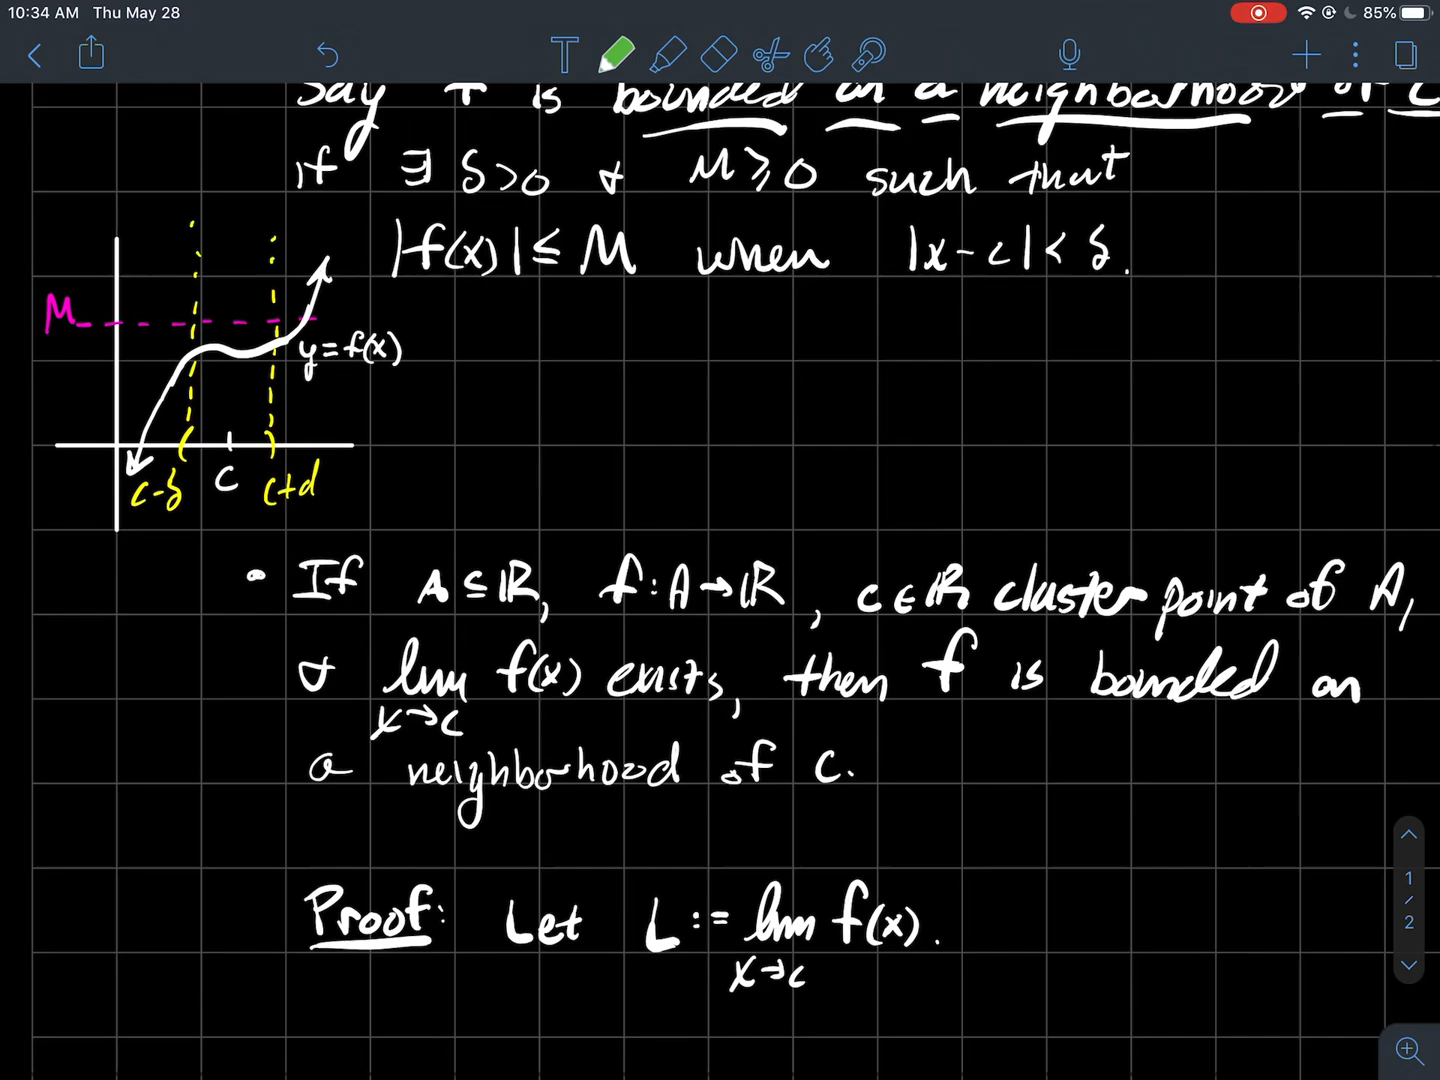 10:34 AM Thu May 28
85%
T
Say f is bounded on a neighborhood of c
if ∃ δ>0 & M⩾0 such that
|f(x)| ≤ M when |x-c| < δ.
M
y=f(x)
c-δ c c+d
• If A⊆ℝ, f:A→ℝ, c∈ℝ cluster point of A,
& lim f(x) exists, then f is bounded on
x→c
a neighborhood of c.
Proof: Let L := lim f(x).
x→c
1
/
2